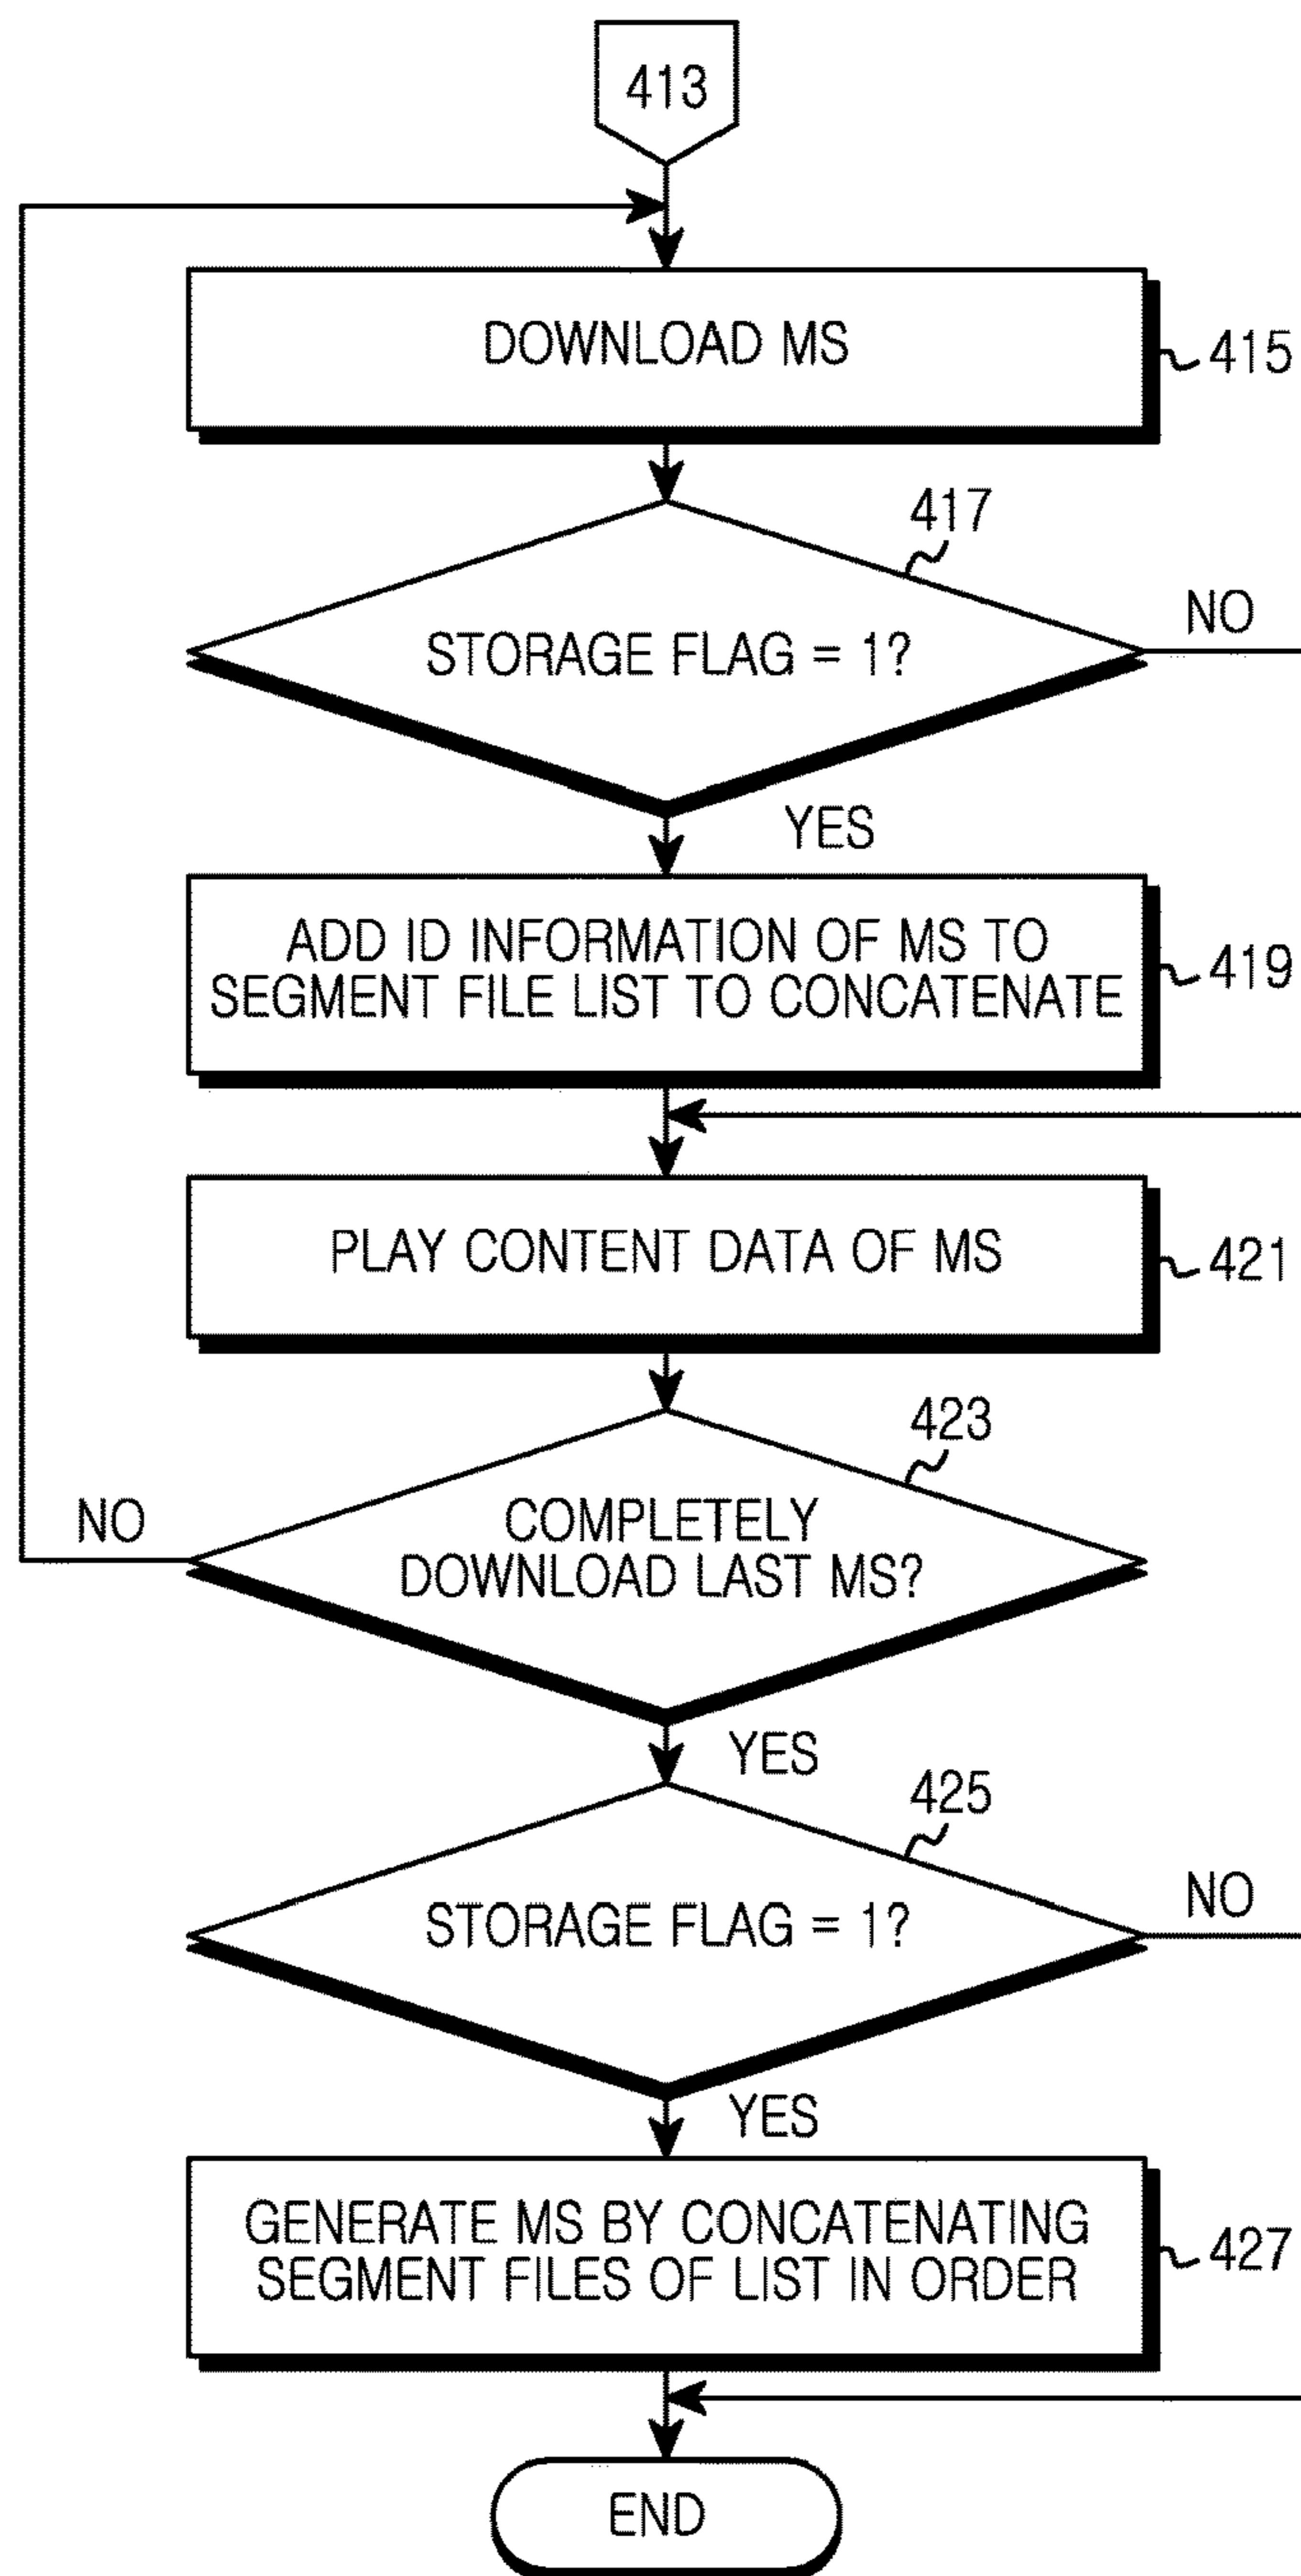 413
DOWNLOAD MS
415
417
STORAGE FLAG = 1?
NO
YES
ADD ID INFORMATION OF MS TO
SEGMENT FILE LIST TO CONCATENATE
419
PLAY CONTENT DATA OF MS
421
423
COMPLETELY
DOWNLOAD LAST MS?
NO
YES
425
STORAGE FLAG = 1?
NO
YES
GENERATE MS BY CONCATENATING
SEGMENT FILES OF LIST IN ORDER
427
END